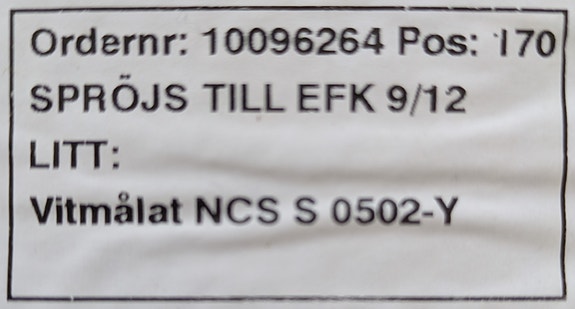 Ordernr: 10096264 Pos: 170
SPRÖJS TILL EFK 9/12
LITT:
Vitmålat NCS S 0502-Y